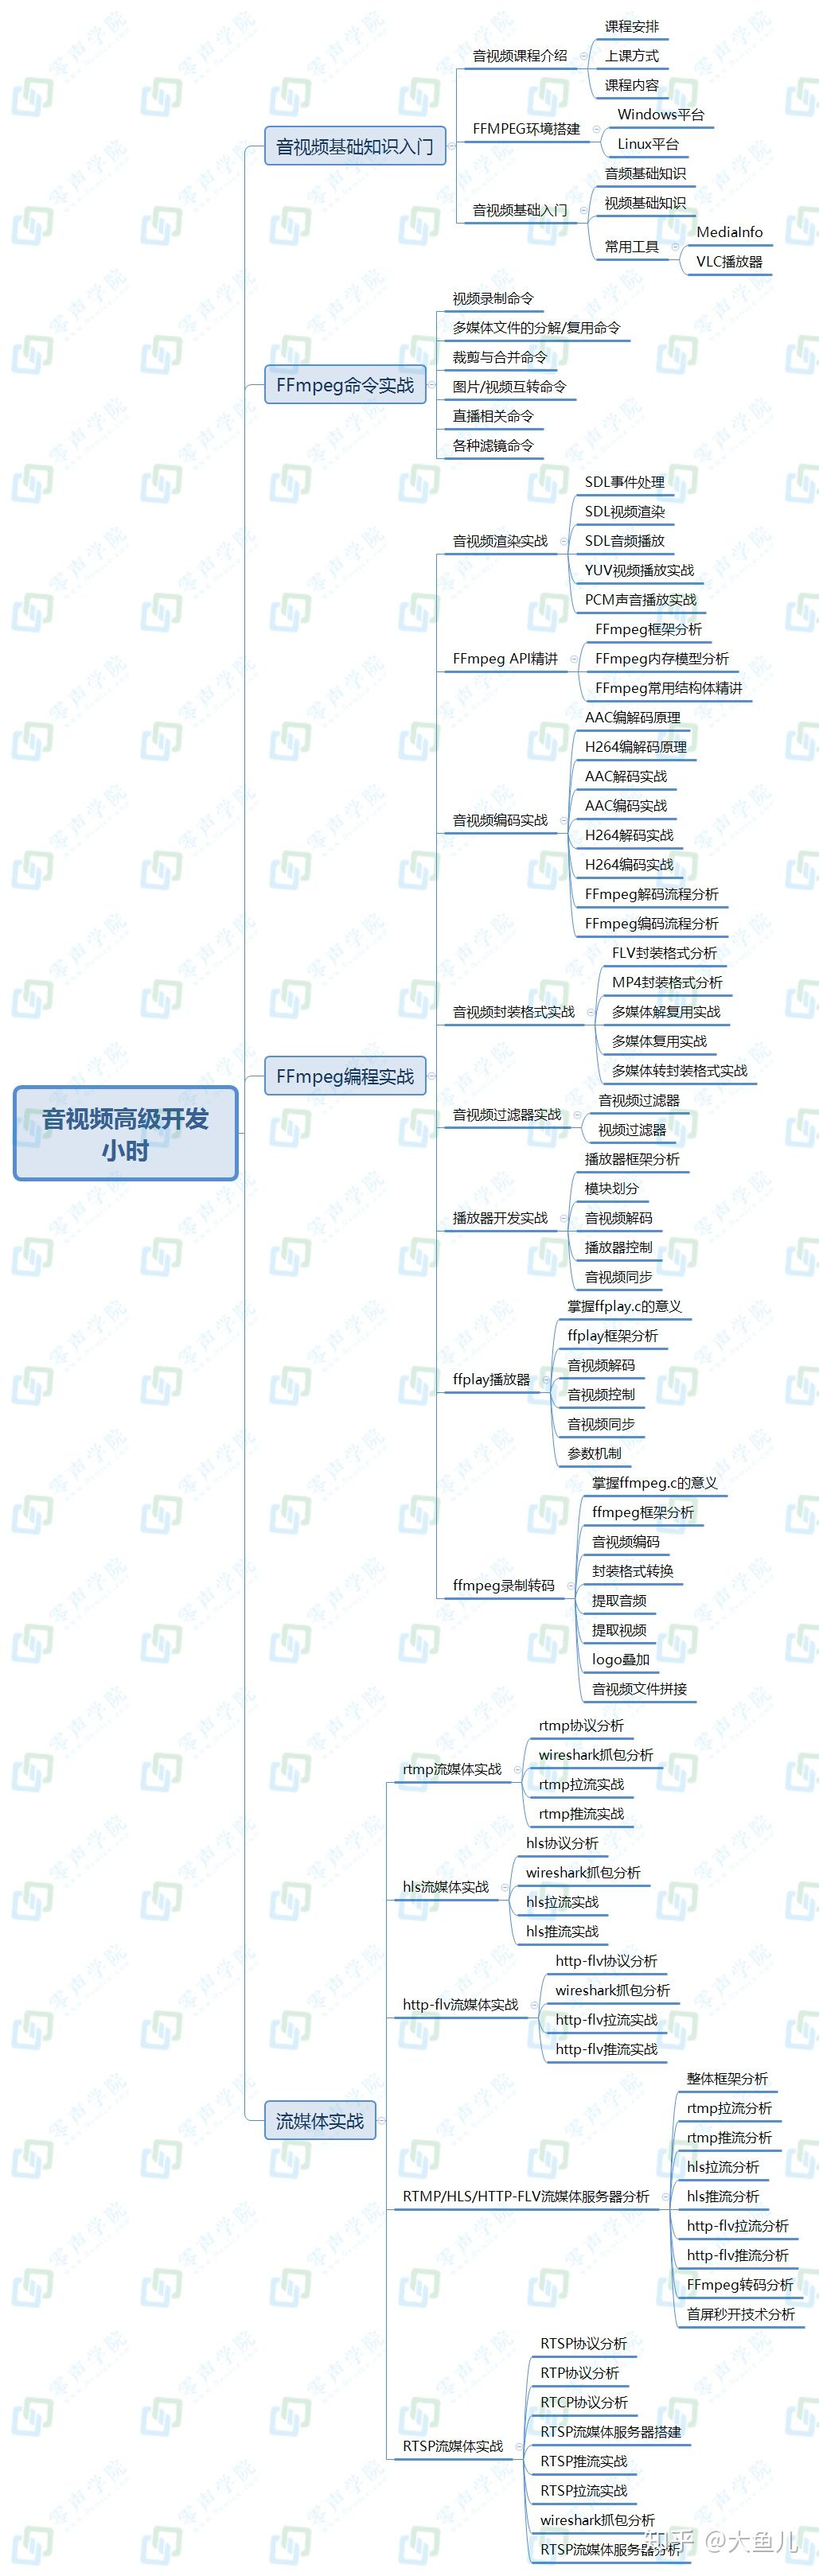 音视频课程介绍
课程安排
上课方式
课程内容
FFMPEG环境搭建
Windows平台
Linux平台
音视频基础知识入门
音视频基础入门
音频基础知识
视频基础知识
常用工具
MediaInfo
VLC播放器
FFmpeg命令实战
视频录制命令
多媒体文件的分解/复用命令
裁剪与合并命令
图片/视频互转命令
直播相关命令
各种滤镜命令
音视频高级开发
小时
FFmpeg编程实战
音视频渲染实战
SDL事件处理
SDL视频渲染
SDL音频播放
YUV视频播放实战
PCM声音播放实战
FFmpeg API精讲
FFmpeg框架分析
FFmpeg内存模型分析
FFmpeg常用结构体精讲
音视频编码实战
AAC编解码原理
H264编解码原理
AAC解码实战
AAC编码实战
H264解码实战
H264编码实战
FFmpeg解码流程分析
FFmpeg编码流程分析
音视频封装格式实战
FLV封装格式分析
MP4封装格式分析
多媒体解复用实战
多媒体复用实战
多媒体转封装格式实战
音视频过滤器实战
音视频过滤器
视频过滤器
播放器开发实战
播放器框架分析
模块划分
音视频解码
播放器控制
音视频同步
ffplay播放器
掌握ffplay.c的意义
ffplay框架分析
音视频解码
音视频控制
音视频同步
参数机制
ffmpeg录制转码
掌握ffmpeg.c的意义
ffmpeg框架分析
音视频编码
封装格式转换
提取音频
提取视频
logo叠加
音视频文件拼接
流媒体实战
rtmp流媒体实战
rtmp协议分析
wireshark抓包分析
rtmp拉流实战
rtmp推流实战
hls流媒体实战
hls协议分析
wireshark抓包分析
hls拉流实战
hls推流实战
http-flv流媒体实战
http-flv协议分析
wireshark抓包分析
http-flv拉流实战
http-flv推流实战
RTMP/HLS/HTTP-FLV流媒体服务器分析
整体框架分析
rtmp拉流分析
rtmp推流分析
hls拉流分析
hls推流分析
http-flv拉流分析
http-flv推流分析
FFmpeg转码分析
首屏秒开技术分析
RTSP流媒体实战
RTSP协议分析
RTP协议分析
RTCP协议分析
RTSP流媒体服务器搭建
RTSP推流实战
RTSP拉流实战
wireshark抓包分析
RTSP流媒体服务器分析
知乎 @大鱼儿
零声学院